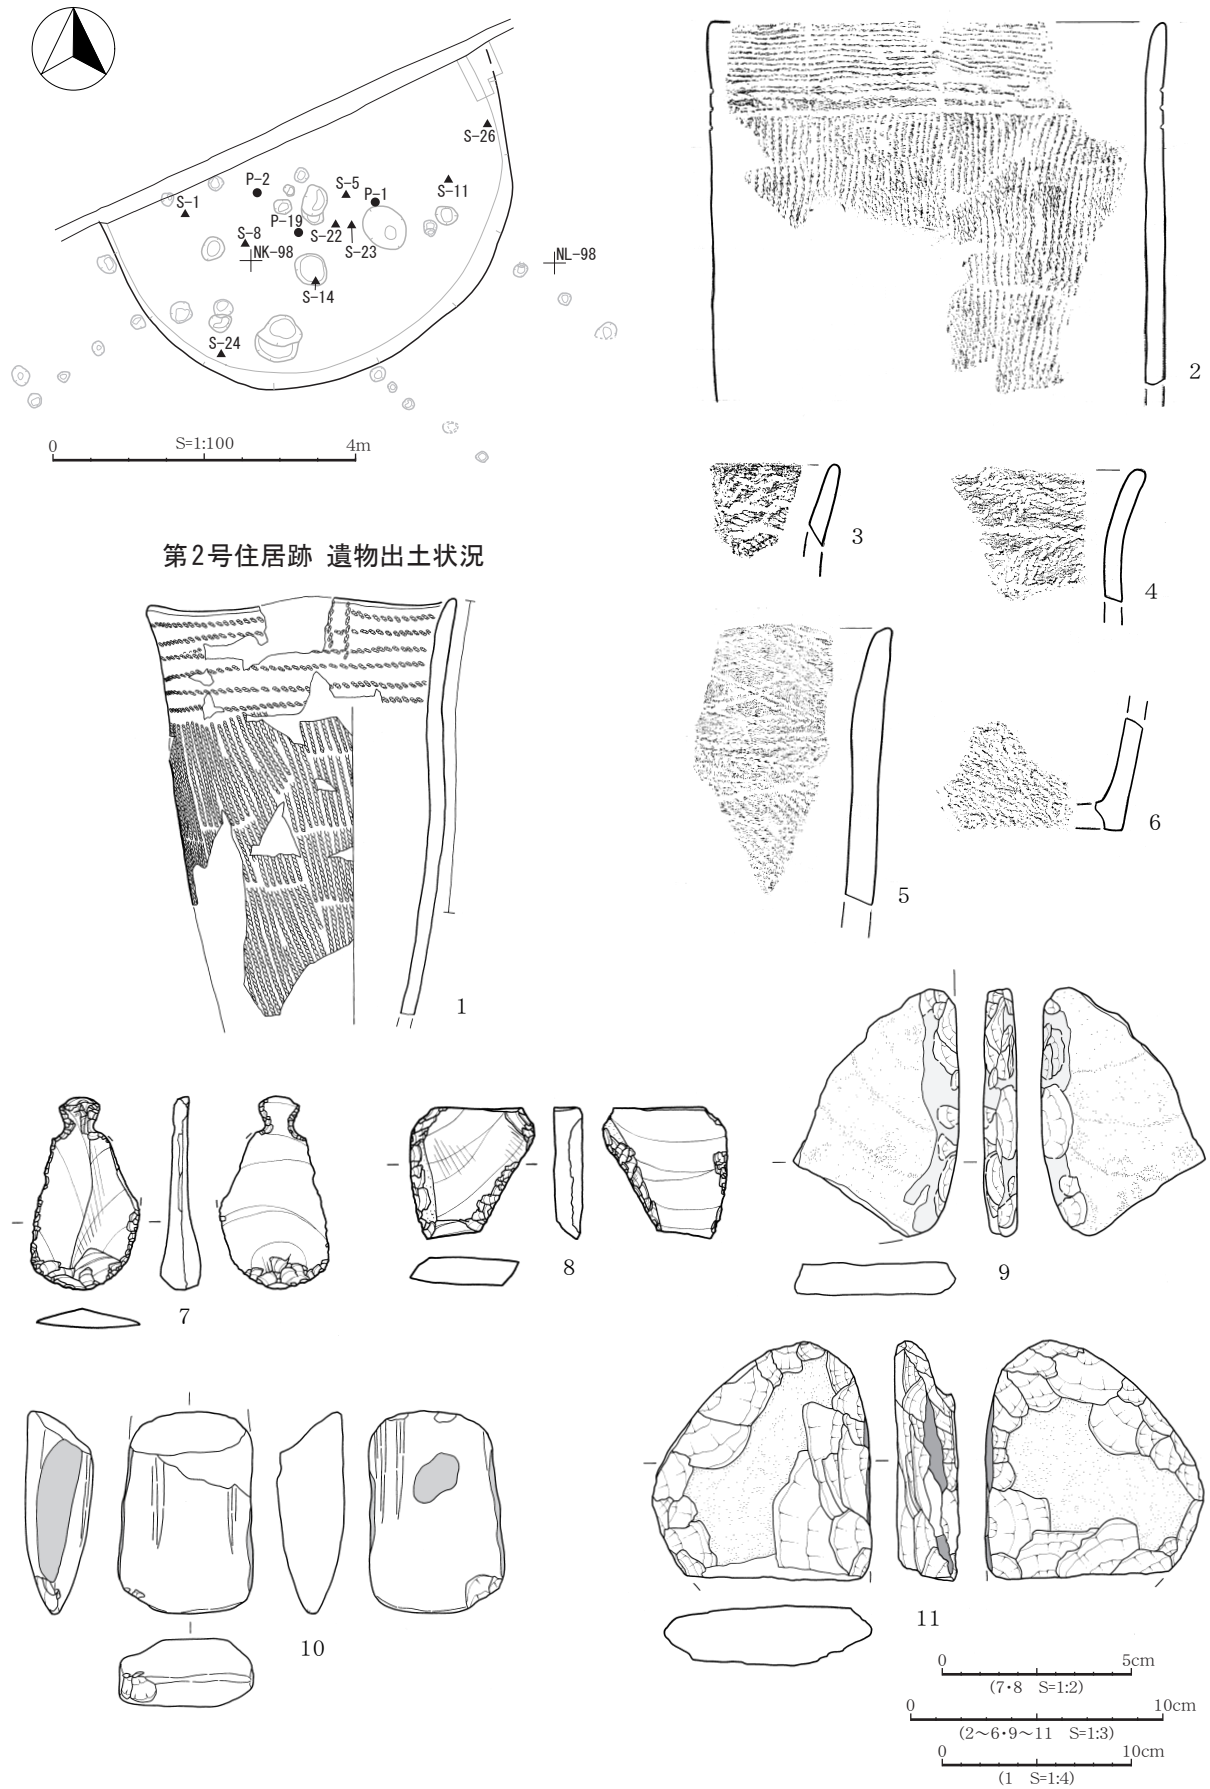 S-26
P-2
S-5
P-1
S-11
S-1
P-19
S-22
S-8
S-23
NK-98
NL-98
S-14
S-24
0 S=1:100 4m
第2号住居跡 遺物出土状況
1
2
3
4
5
6
7
8
9
10
11
0 5cm
(7・8 S=1:2)
0 10cm
(2〜6・9〜11 S=1:3)
0 10cm
(1 S=1:4)